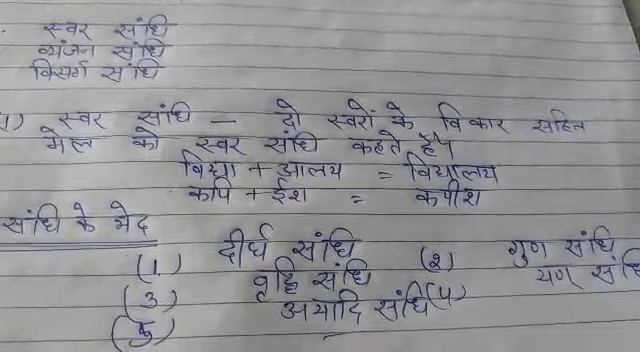 स्वर संधि
व्यंजन संधि
विसर्ग संधि
1) स्वर संधि — दो स्वरों के विकार सहित
मेल को स्वर संधि कहते हैं।
विद्या + आलय = विद्यालय
कपि + ईश = कपीश
संधि के भेद
(1.) दीर्घ संधि (2) गुण संधि
(3) वृद्धि संधि (4) यण संधि
(5) अयादि संधि